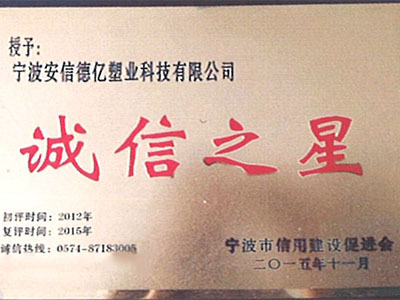 授予：
宁波安信德亿塑业科技有限公司
诚信之星
初评时间：2012年
复评时间：2015年
诚信热线：0574-87183005
宁波市信用建设促进会
二〇一五年十一月